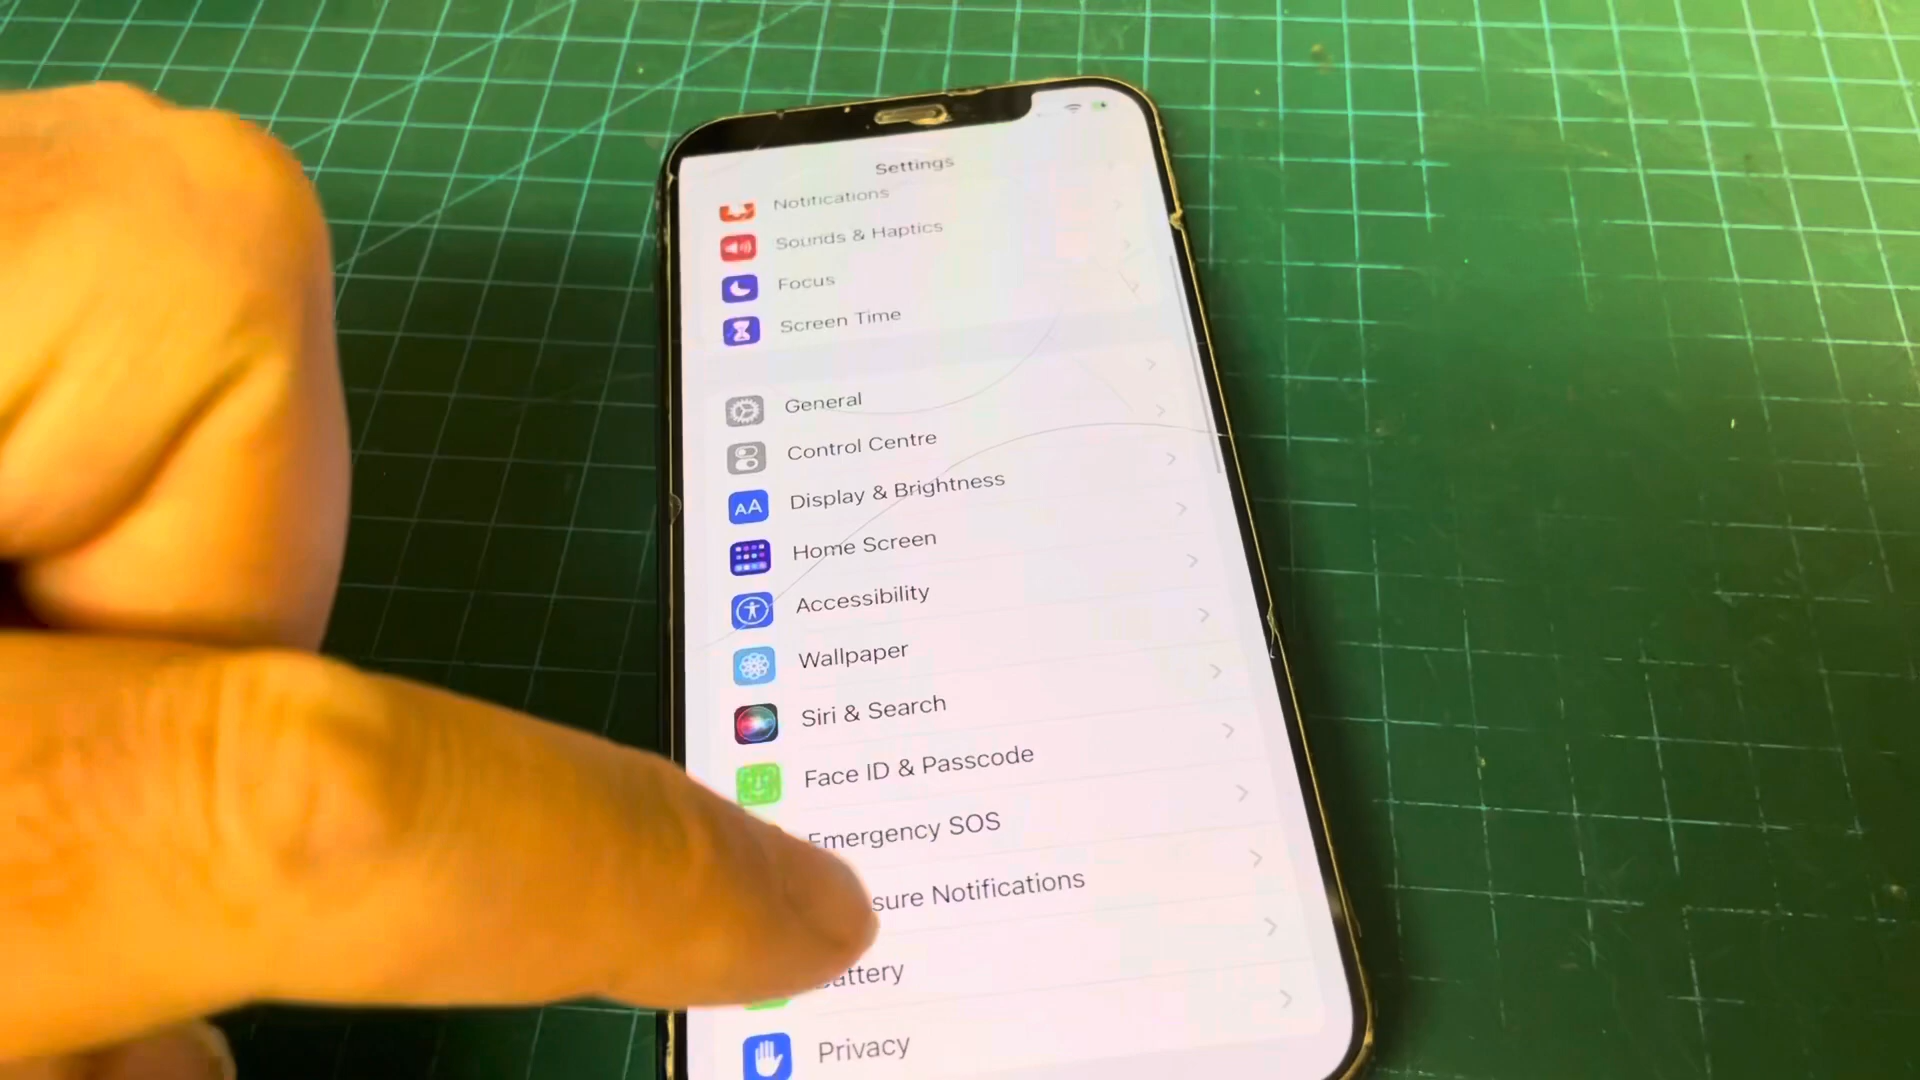 Settings
Notifications
Sounds & Haptics
Focus
Screen Time
General
Control Centre
AA Display & Brightness
Home Screen
Accessibility
Wallpaper
Siri & Search
Face ID & Passcode
Emergency SOS
sure Notifications
attery
Privacy